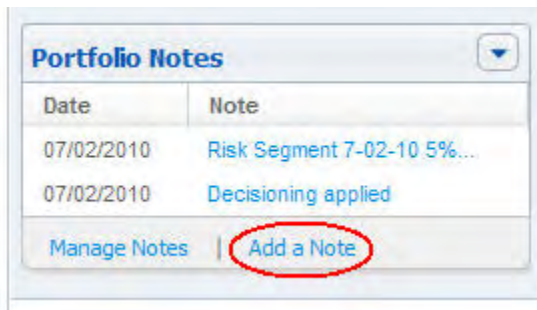 Portfolio Notes
Date Note
07/02/2010 Risk Segment 7-02-10 5%...
07/02/2010 Decisioning applied
Manage Notes | Add a Note